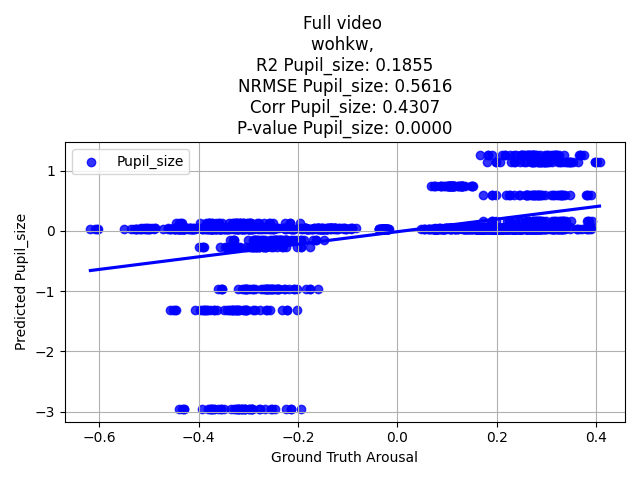 Full video
wohkw,
R2 Pupil_size: 0.1855
NRMSE Pupil_size: 0.5616
Corr Pupil_size: 0.4307
P-value Pupil_size: 0.0000
Pupil_size
Predicted Pupil_size
1
0
−1
−2
−3
−0.6
−0.4
−0.2
0.0
0.2
0.4
Ground Truth Arousal